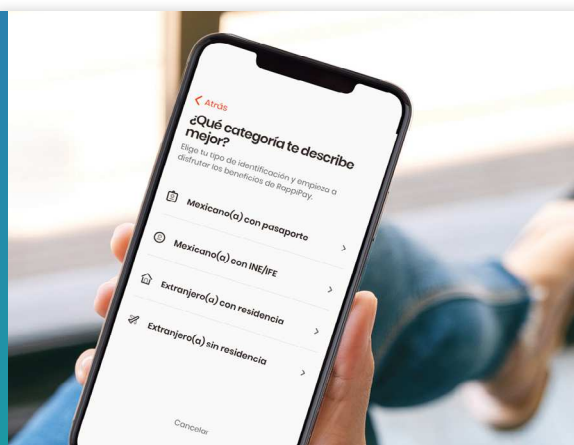 Atrás
¿Qué categoría te describe
mejor?
Elige tu tipo de identificación y empieza a
disfrutar los beneficios de RappiPay.
Mexicano(a) con pasaporte
Mexicano(a) con INE/IFE
Extranjero(a) con residencia
Extranjero(a) sin residencia
Cancelar